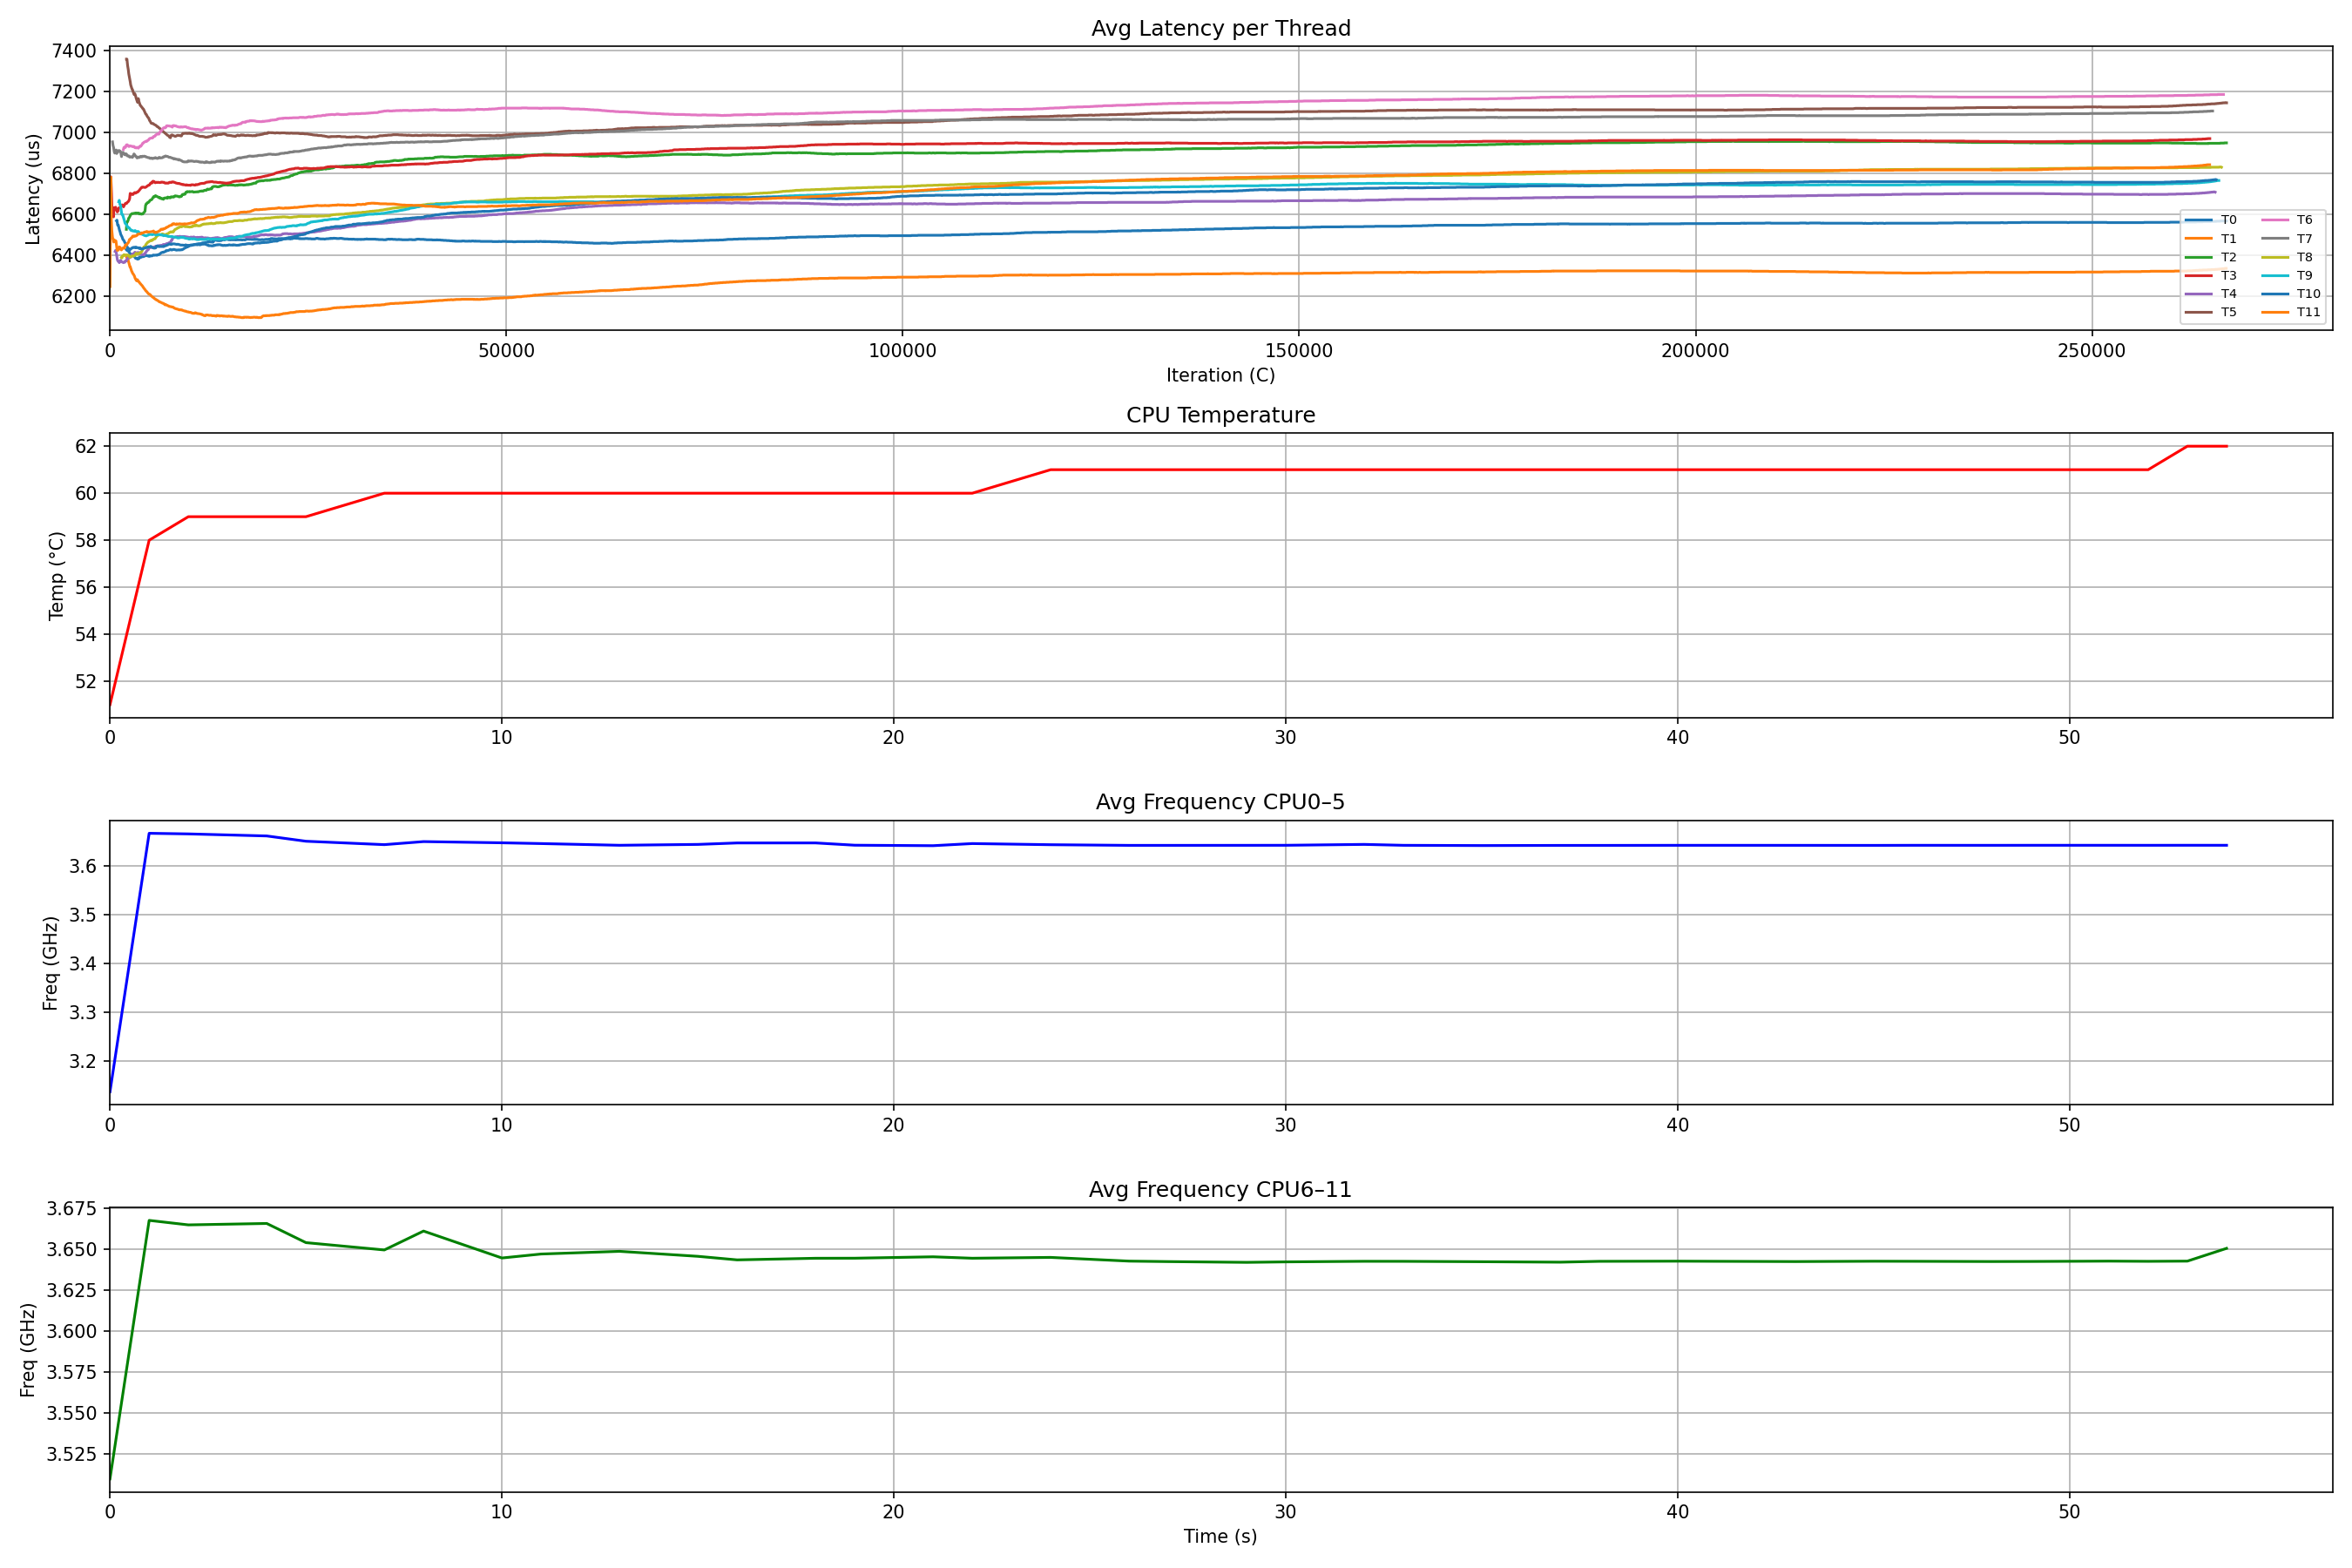 Avg Latency per Thread
Latency (us)
7400
7200
7000
6800
6600
6400
6200
T0 T6
T1 T7
T2 T8
T3 T9
T4 T10
T5 T11
0 50000 100000 150000 200000 250000
Iteration (C)
CPU Temperature
Temp (°C)
62
60
58
56
54
52
0 10 20 30 40 50
Avg Frequency CPU0–5
Freq (GHz)
3.6
3.5
3.4
3.3
3.2
0 10 20 30 40 50
Avg Frequency CPU6–11
Freq (GHz)
3.675
3.650
3.625
3.600
3.575
3.550
3.525
0 10 20 30 40 50
Time (s)